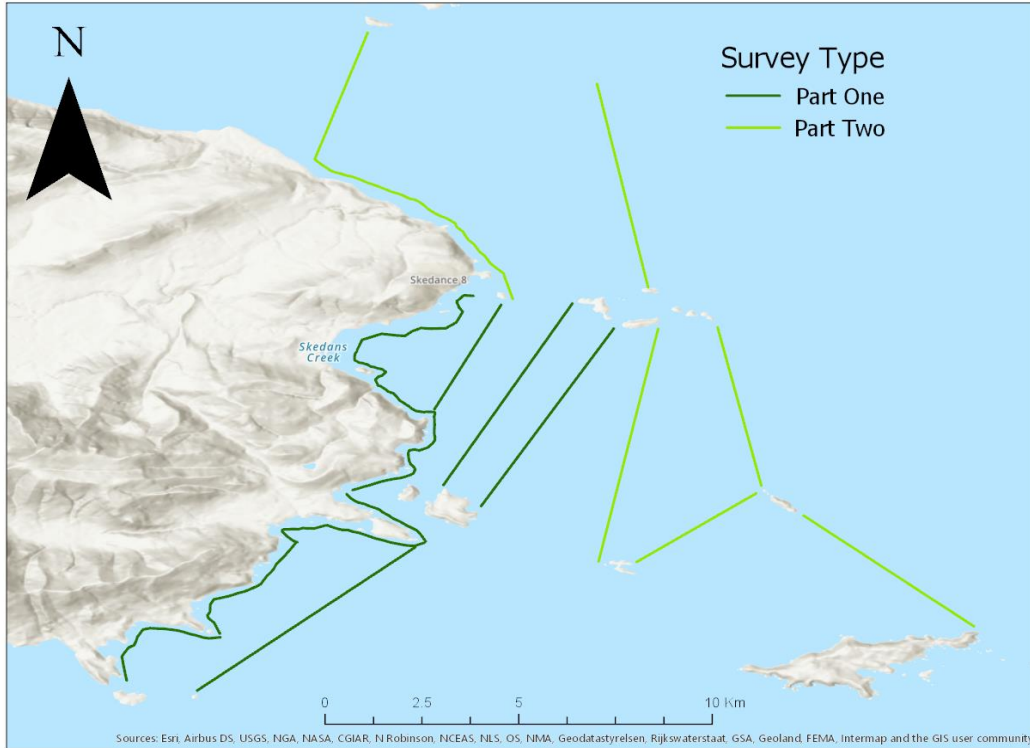 N
Survey Type
Part One
Part Two
Skedance 8
Skedans
Creek
0 2.5 5 10 Km
Sources: Esri, Airbus DS, USGS, NGA, NASA, CGIAR, N Robinson, NCEAS, NLS, OS, NMA, Geodatastyrelsen, Rijkswaterstaat, GSA, Geoland, FEMA, Intermap and the GIS user community